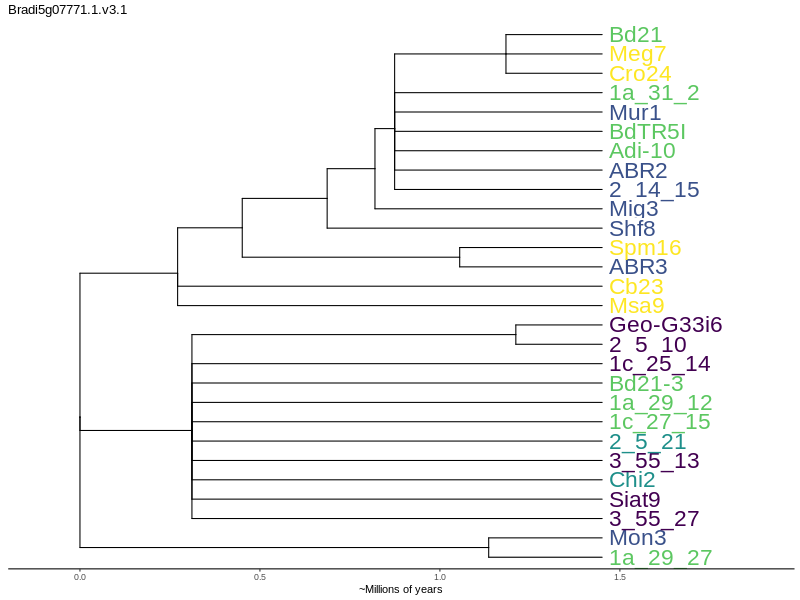 Bradi5g07771.1.v3.1
Bd21
Meg7
Cro24
1a_31_2
Mur1
BdTR5I
Adi-10
ABR2
2_14_15
Mig3
Shf8
Spm16
ABR3
Cb23
Msa9
Geo-G33i6
2_5_10
1c_25_14
Bd21-3
1a_29_12
1c_27_15
2_5_21
3_55_13
Chi2
Siat9
3_55_27
Mon3
1a_29_27
0.0 0.5 1.0 1.5
~Millions of years